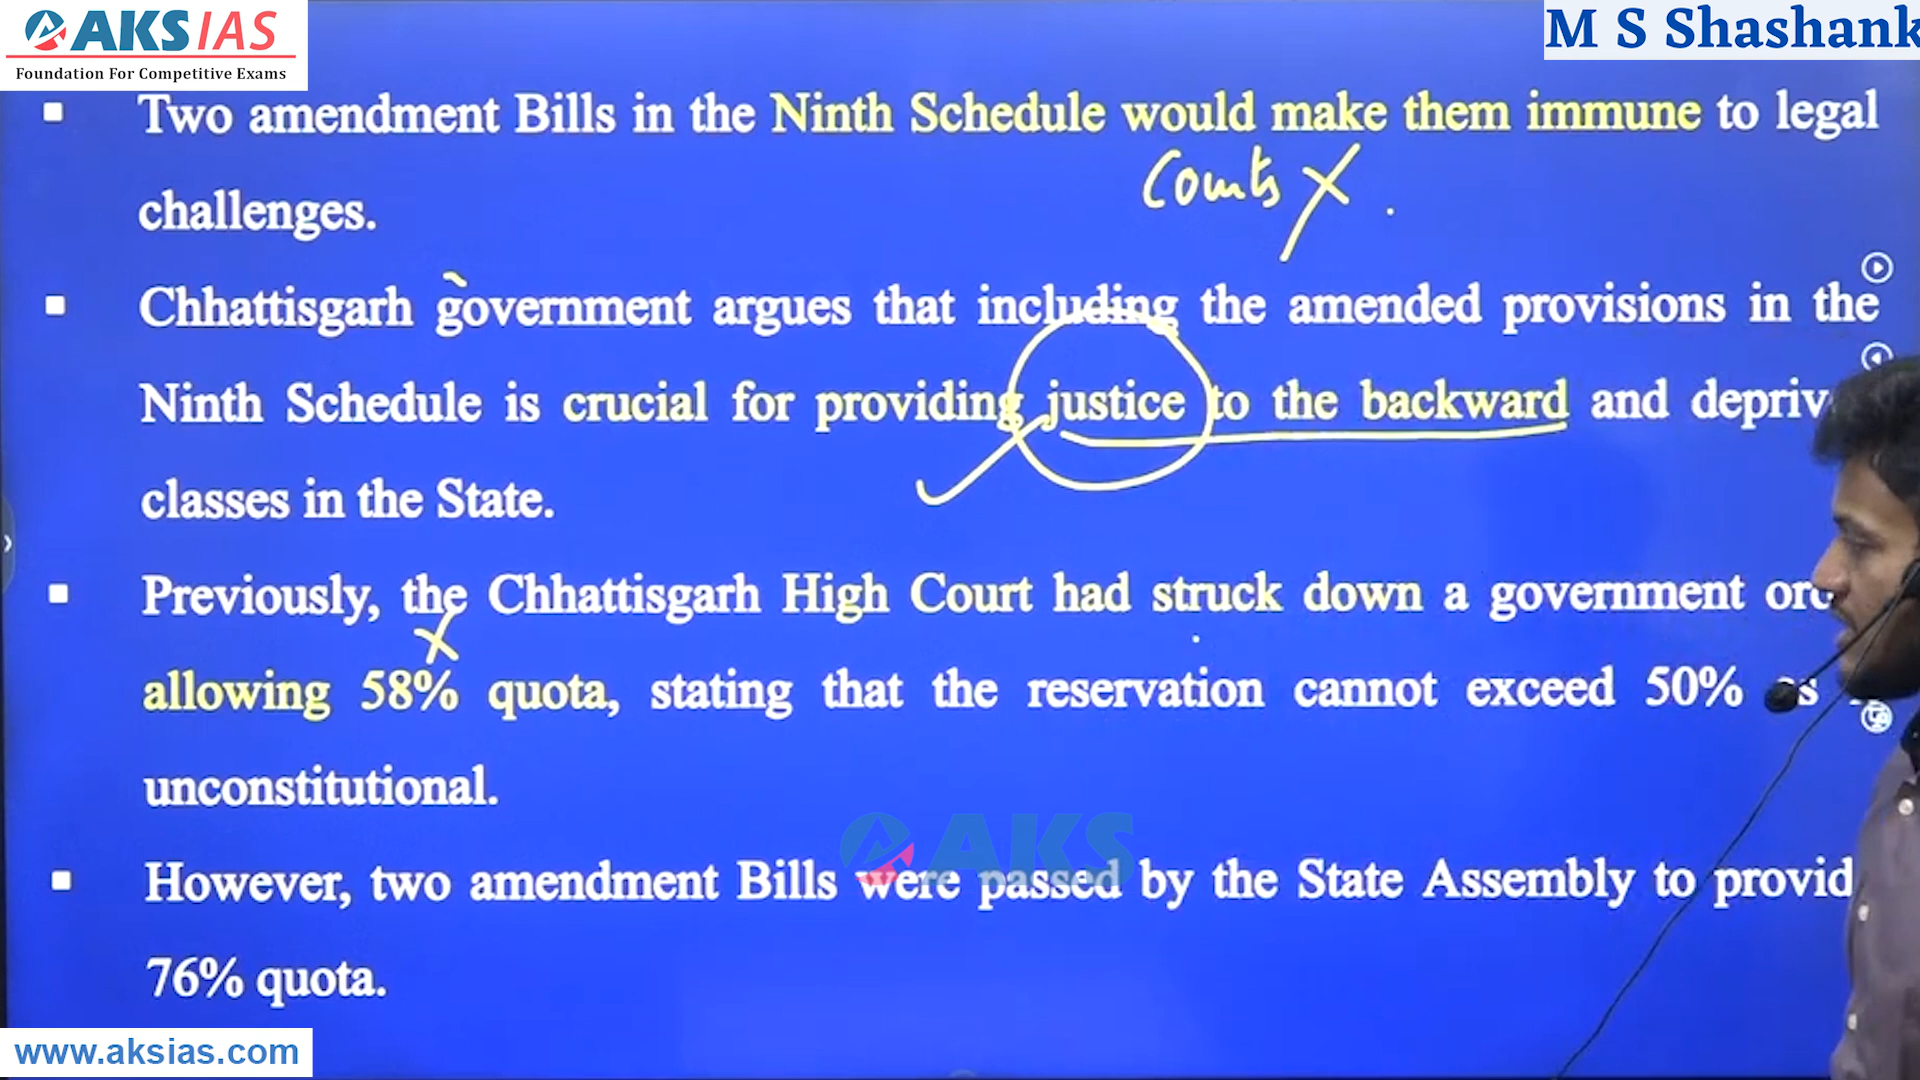 AKS IAS
Foundation For Competitive Exams
M S Shashank
Two amendment Bills in the Ninth Schedule would make them immune to legal
Courts X
challenges.
Chhattisgarh government argues that including the amended provisions in the
Ninth Schedule is crucial for providing justice to the backward and depriv
classes in the State.
Previously, the Chhattisgarh High Court had struck down a government ord
allowing 58% quota, stating that the reservation cannot exceed 50% as
unconstitutional.
AKS
However, two amendment Bills were passed by the State Assembly to provid
76% quota.
www.aksias.com